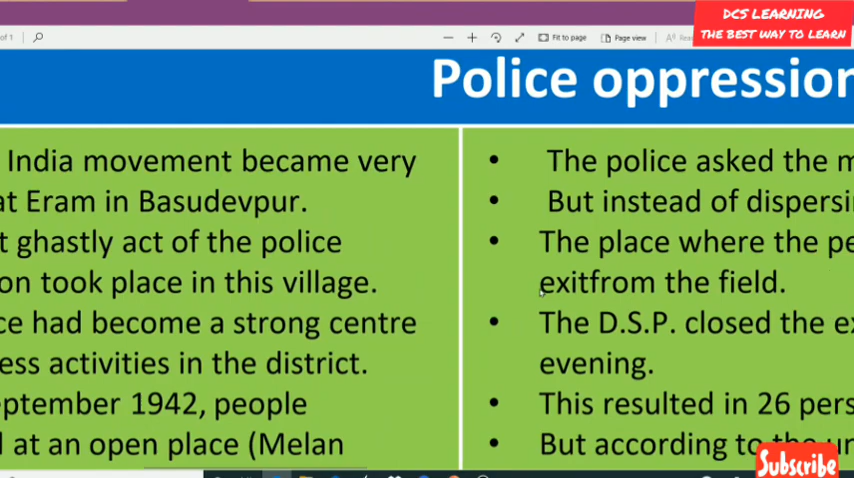 DCS LEARNING
THE BEST WAY TO LEARN
of 1
Fit to page
Page view
Police oppression
India movement became very
at Eram in Basudevpur.
ghastly act of the police
on took place in this village.
ce had become a strong centre
ess activities in the district.
eptember 1942, people
at an open place (Melan
• The police asked the m
• But instead of dispersi
• The place where the pe
exitfrom the field.
• The D.S.P. closed the ex
evening.
• This resulted in 26 pers
• But according to the un
Subscribe